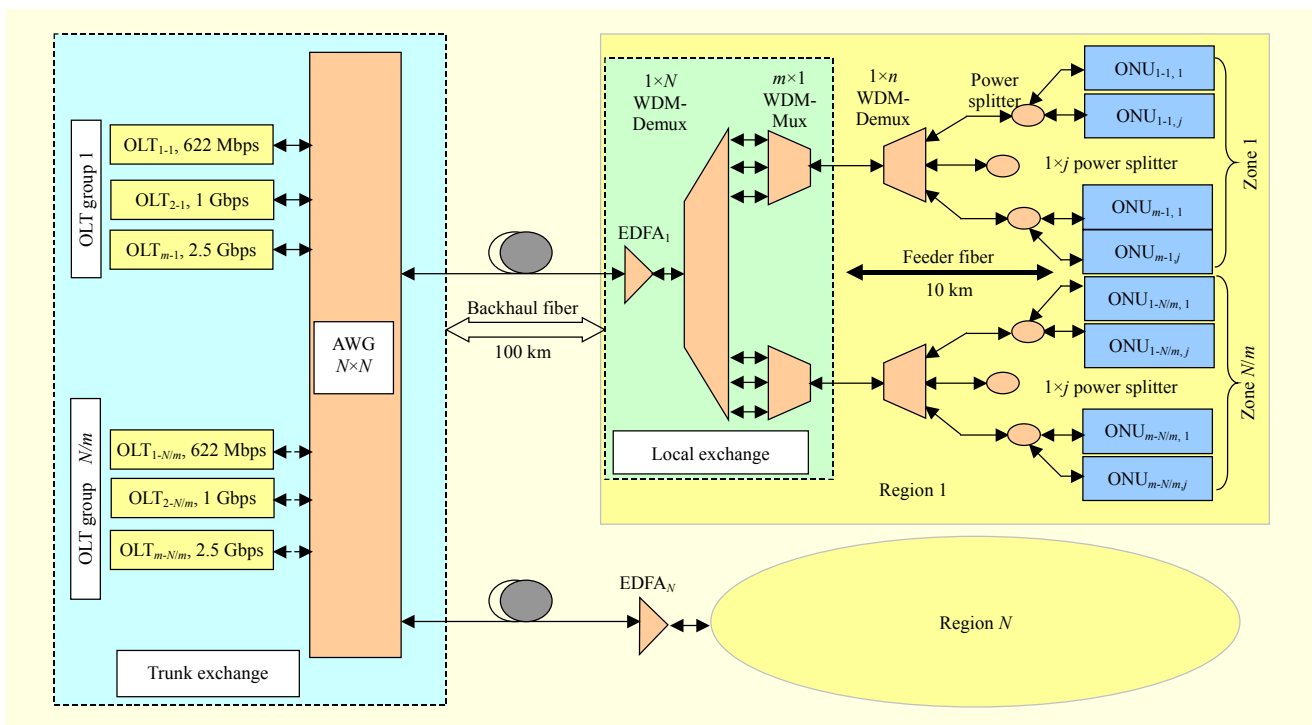 OLT group 1
OLT1-1, 622 Mbps
OLT2-1, 1 Gbps
OLTm-1, 2.5 Gbps
OLT group N/m
OLT1-N/m, 622 Mbps
OLT2-N/m, 1 Gbps
OLTm-N/m, 2.5 Gbps
AWG
N×N
Trunk exchange
Backhaul fiber
100 km
EDFA1
1×N
WDM-
Demux
m×1
WDM-
Mux
Local exchange
1×n
WDM-
Demux
Power
splitter
ONU1-1, 1
ONU1-1,j
1×j power splitter
ONUm-1, 1
ONUm-1,j
Zone 1
Feeder fiber
10 km
ONU1-N/m, 1
ONU1-N/m,j
1×j power splitter
ONUm-N/m, 1
ONUm-N/m,j
Zone N/m
Region 1
EDFAN
Region N